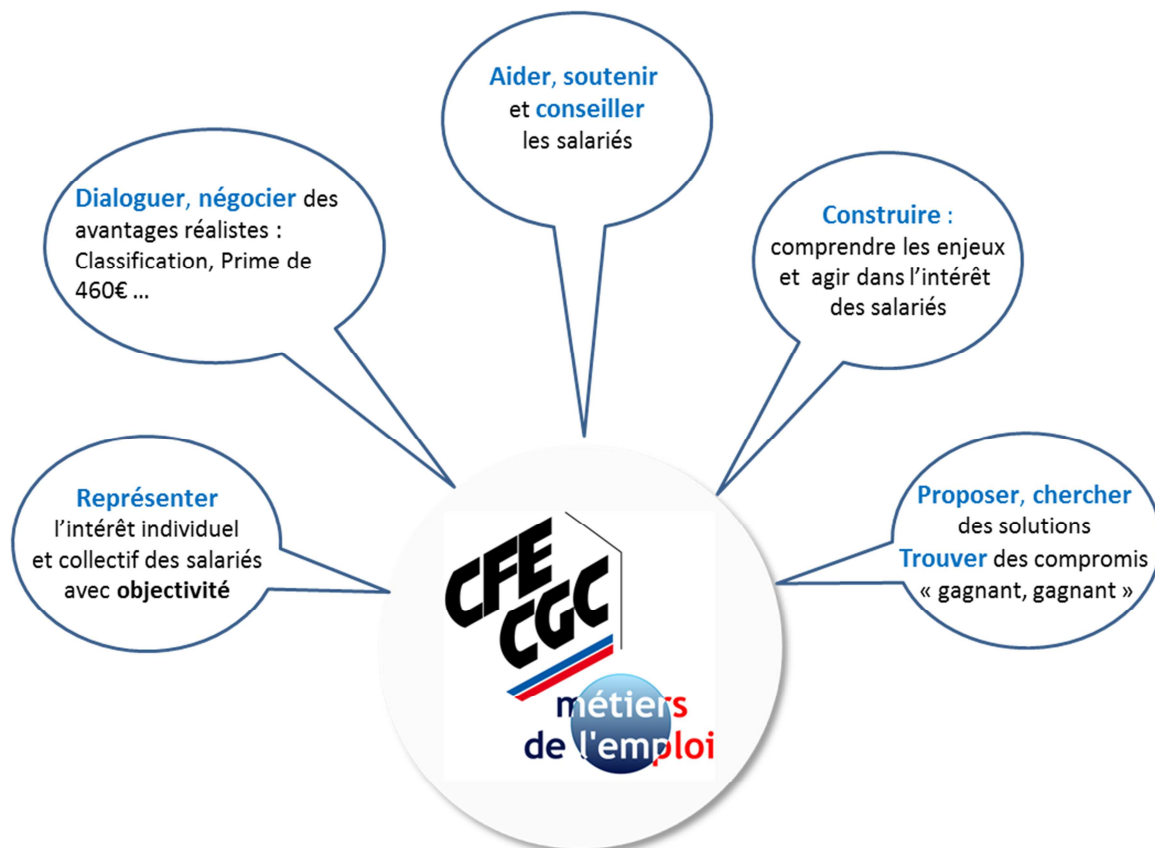 Aider, soutenir
et conseiller
les salariés
Dialoguer, négocier des
avantages réalistes :
Classification, Prime de
460€ ...
Construire :
comprendre les enjeux
et agir dans l'intérêt
des salariés
Représenter
l'intérêt individuel
et collectif des salariés
avec objectivité
Proposer, chercher
des solutions
Trouver des compromis
« gagnant, gagnant »
CFE
CGC
métiers
de l'emploi